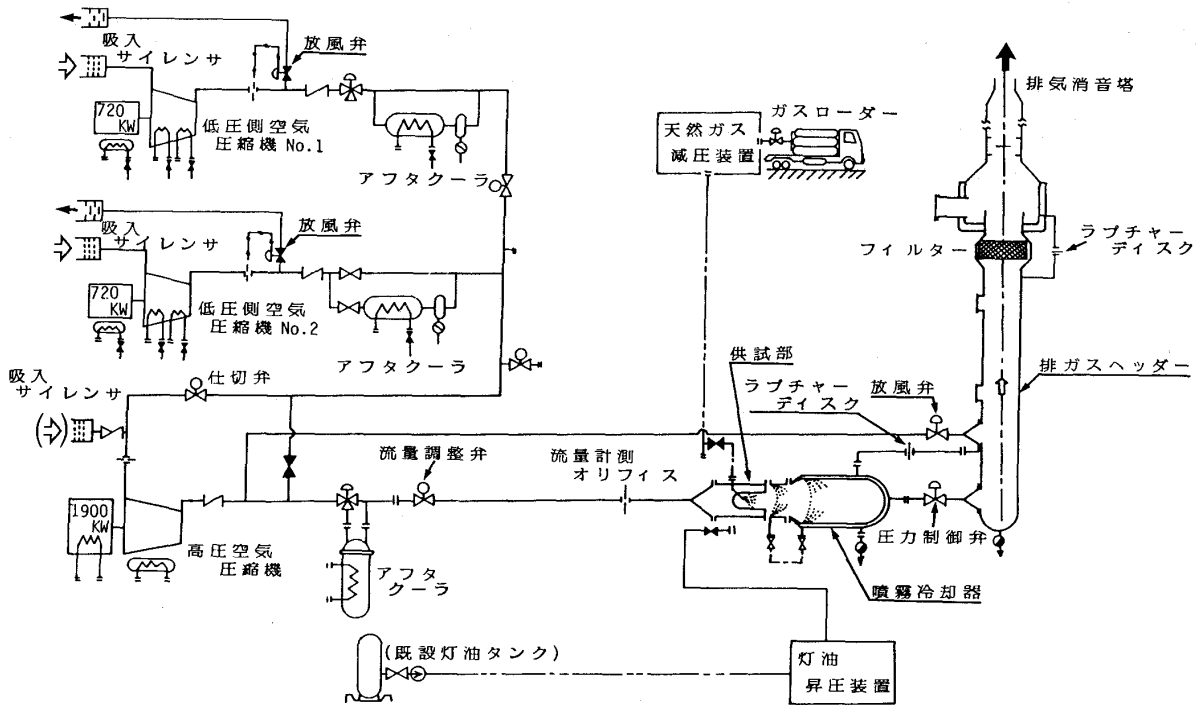 吸入
サイレンサ
放風弁
720
KW
低圧側空気
圧縮機 No.1
アフタクーラ
吸入
サイレンサ
放風弁
720
KW
低圧側空気
圧縮機 No.2
アフタクーラ
吸入
サイレンサ
仕切弁
1900
KW
高圧空気
圧縮機
アフタ
クーラ
流量調整弁
流量計測
オリフィス
(既設灯油タンク)
天然ガス
減圧装置
ガスローダー
供試部
ラプチャー
ディスク
放風弁
圧力制御弁
噴霧冷却器
灯油
昇圧装置
排気消音塔
フィルター
ラプチャー
ディスク
排ガスヘッダー